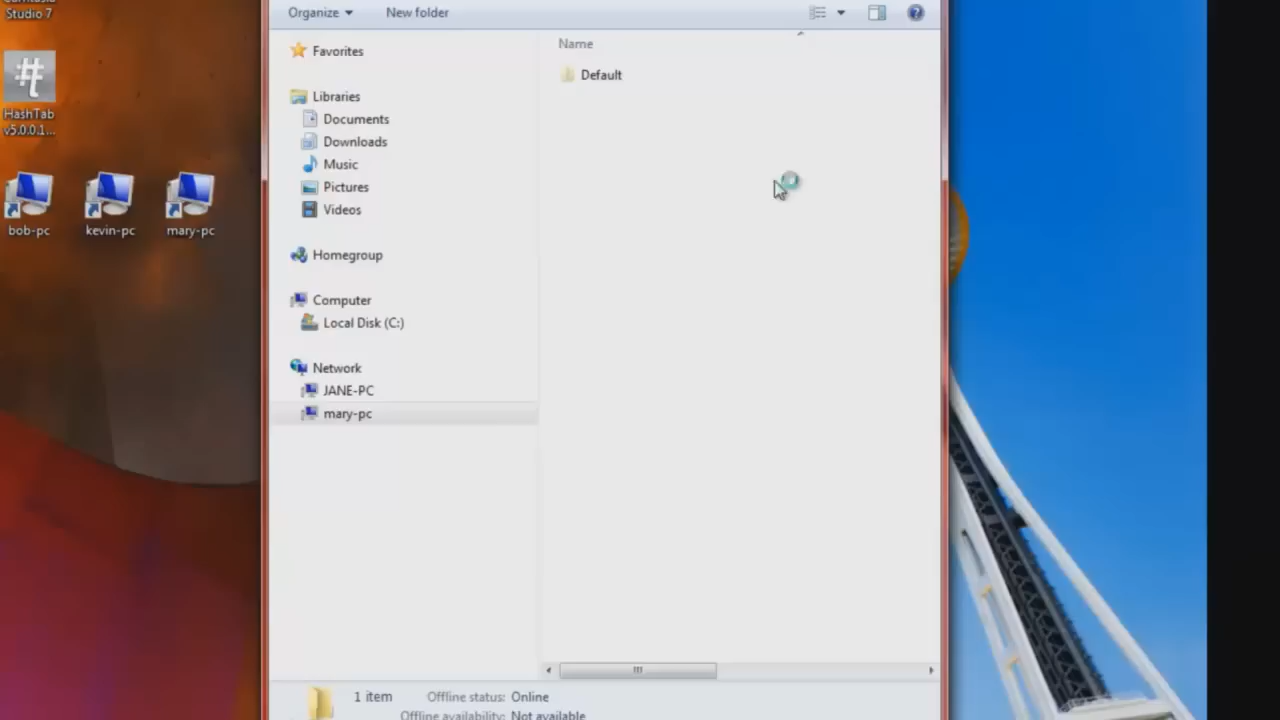 Studio 7
HashTab
v5.0.0.1...
bob-pc
kevin-pc
mary-pc
Organize
New folder
Favorites
Libraries
Documents
Downloads
Music
Pictures
Videos
Homegroup
Computer
Local Disk (C:)
Network
JANE-PC
mary-pc
Name
Default
1 item
Offline status: Online
Offline availability: Not available